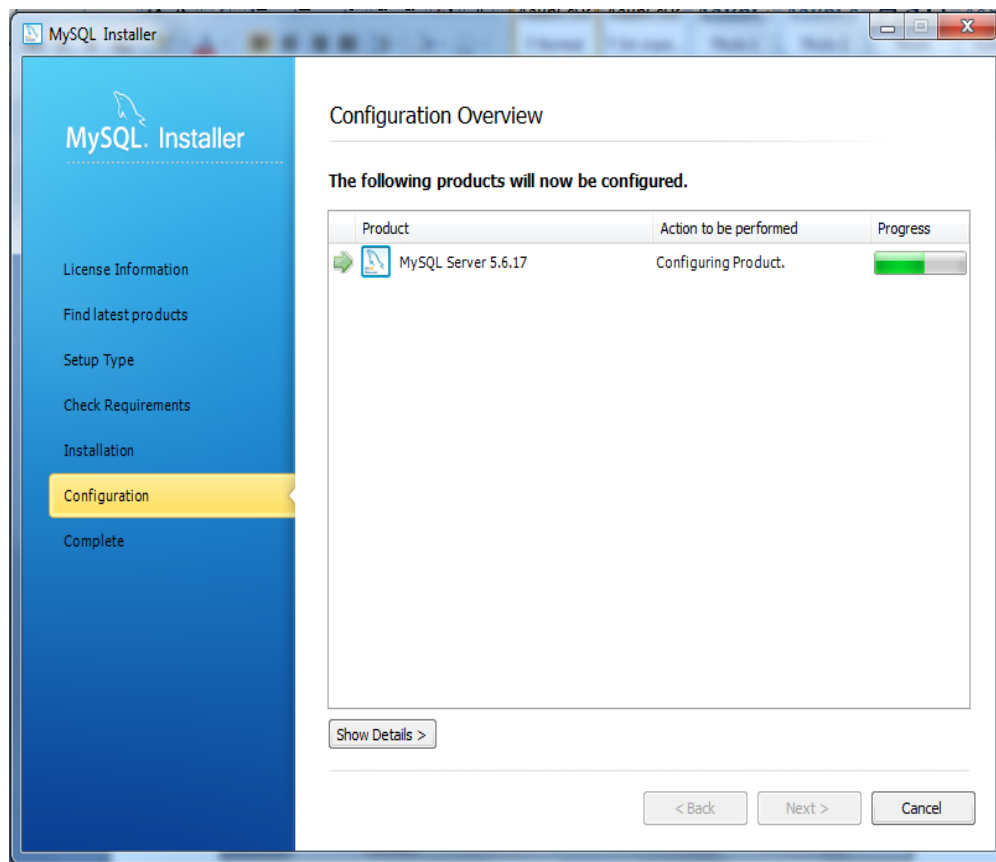 MySQL Installer
MySQL. Installer
License Information
Find latest products
Setup Type
Check Requirements
Installation
Configuration
Complete
Configuration Overview
The following products will now be configured.
Product Action to be performed Progress
MySQL Server 5.6.17 Configuring Product.
Show Details >
< Back Next > Cancel